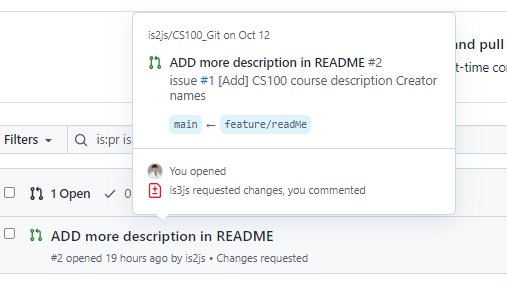 is2js/CS100_Git on Oct 12
ADD more description in README #2
issue #1 [Add] CS100 course description Creator
names
main ← feature/readMe
You opened
is3js requested changes, you commented
and pull
t-time co
Filters
is:pr is
1 Open
0
ADD more description in README
#2 opened 19 hours ago by is2js • Changes requested